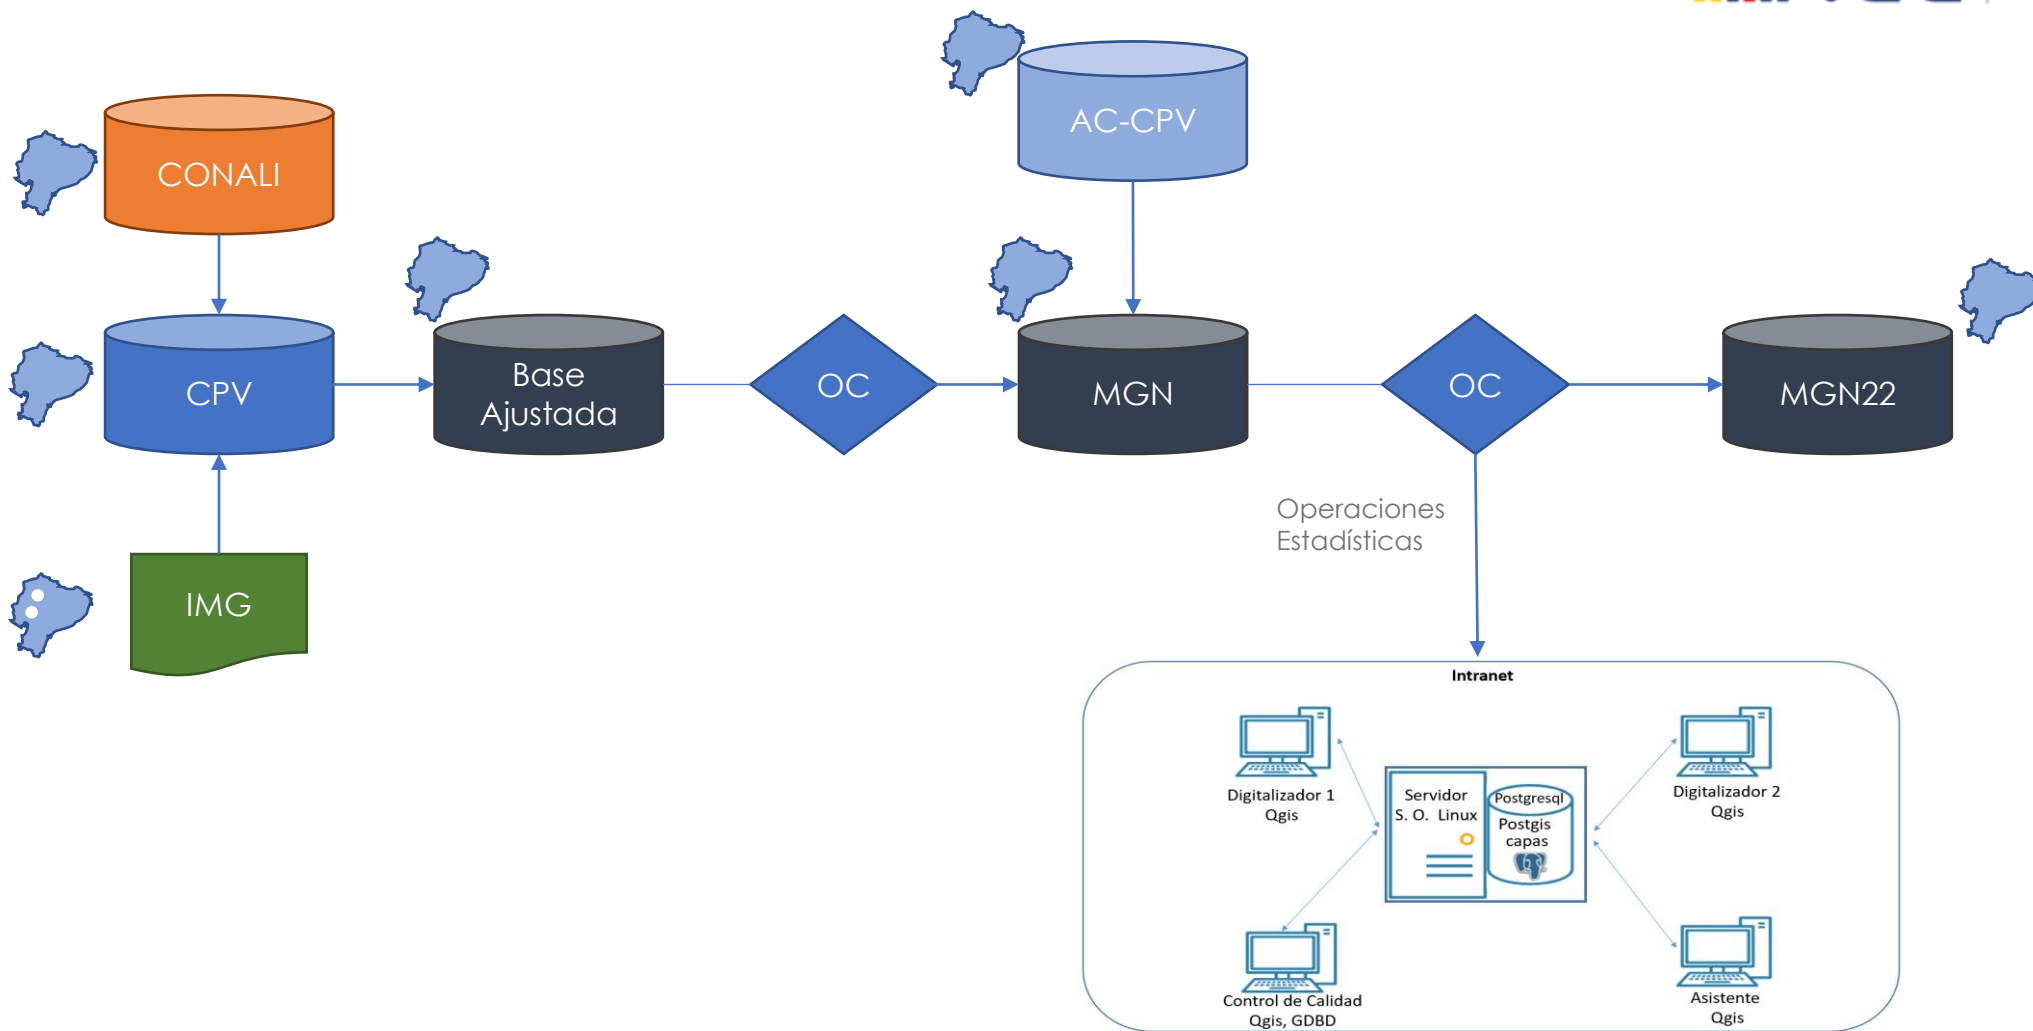 AC-CPV
CONALI
CPV
Base
Ajustada
OC
MGN
OC
MGN22
IMG
Operaciones
Estadísticas
Intranet
Digitalizador 1
Qgis
Servidor
S. O. Linux
Postgresql
Postgis
capas
Digitalizador 2
Qgis
Control de Calidad
Qgis, GDBD
Asistente
Qgis